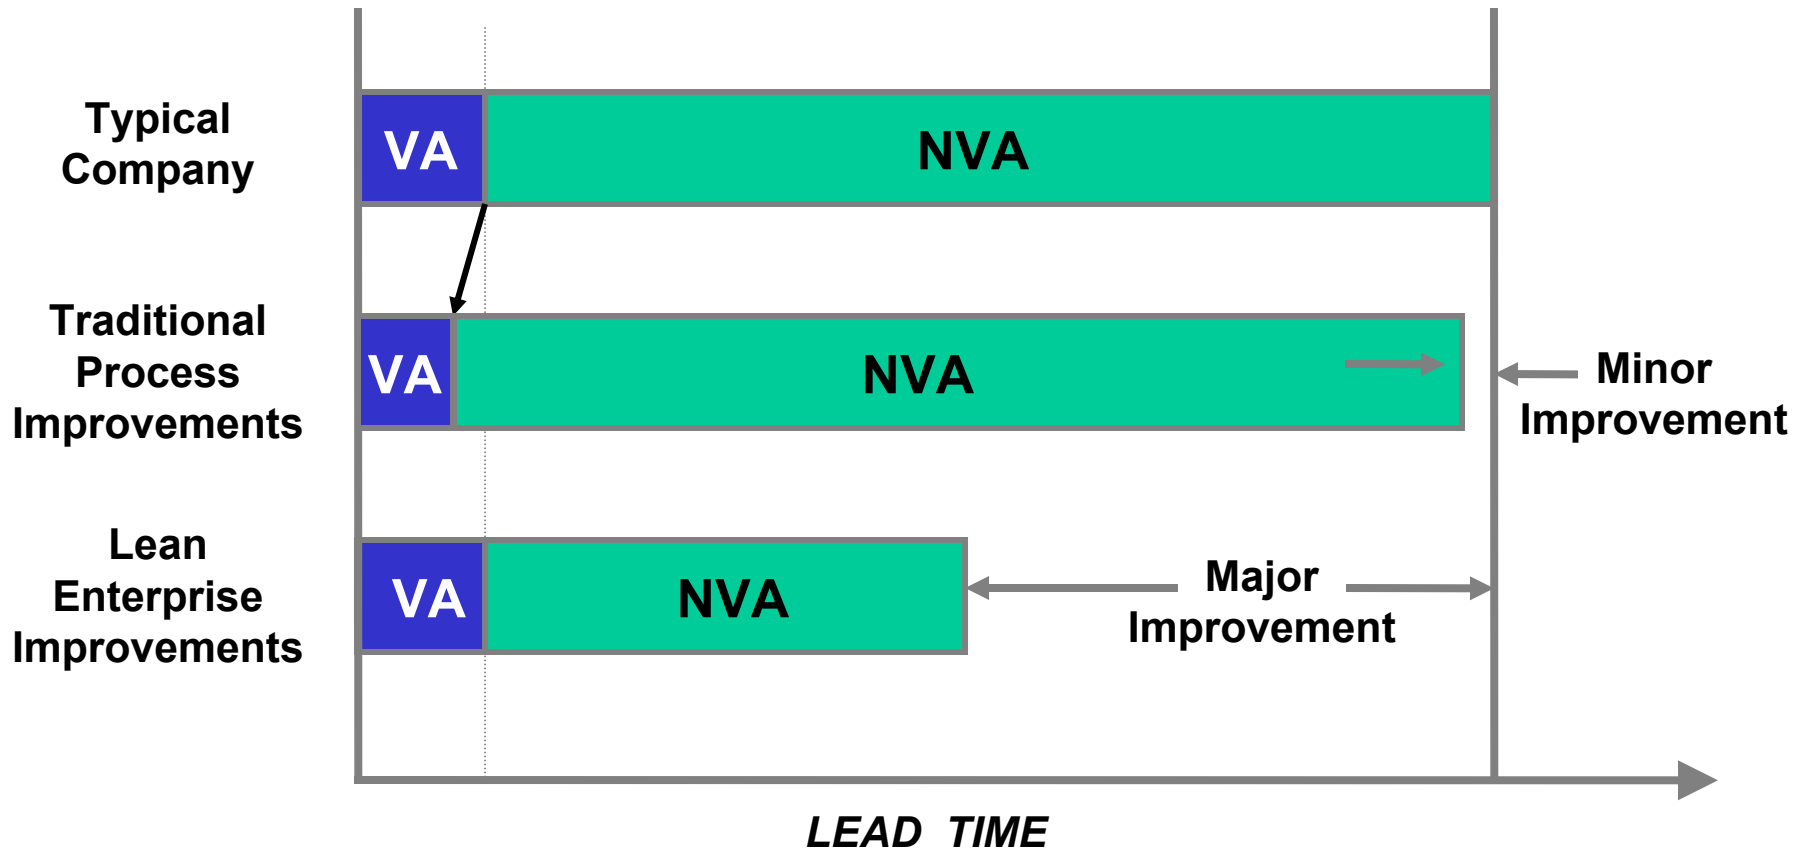 Typical
Company
VA
NVA
Traditional
Process
Improvements
VA
NVA
Minor
Improvement
Lean
Enterprise
Improvements
VA
NVA
Major
Improvement
LEAD TIME